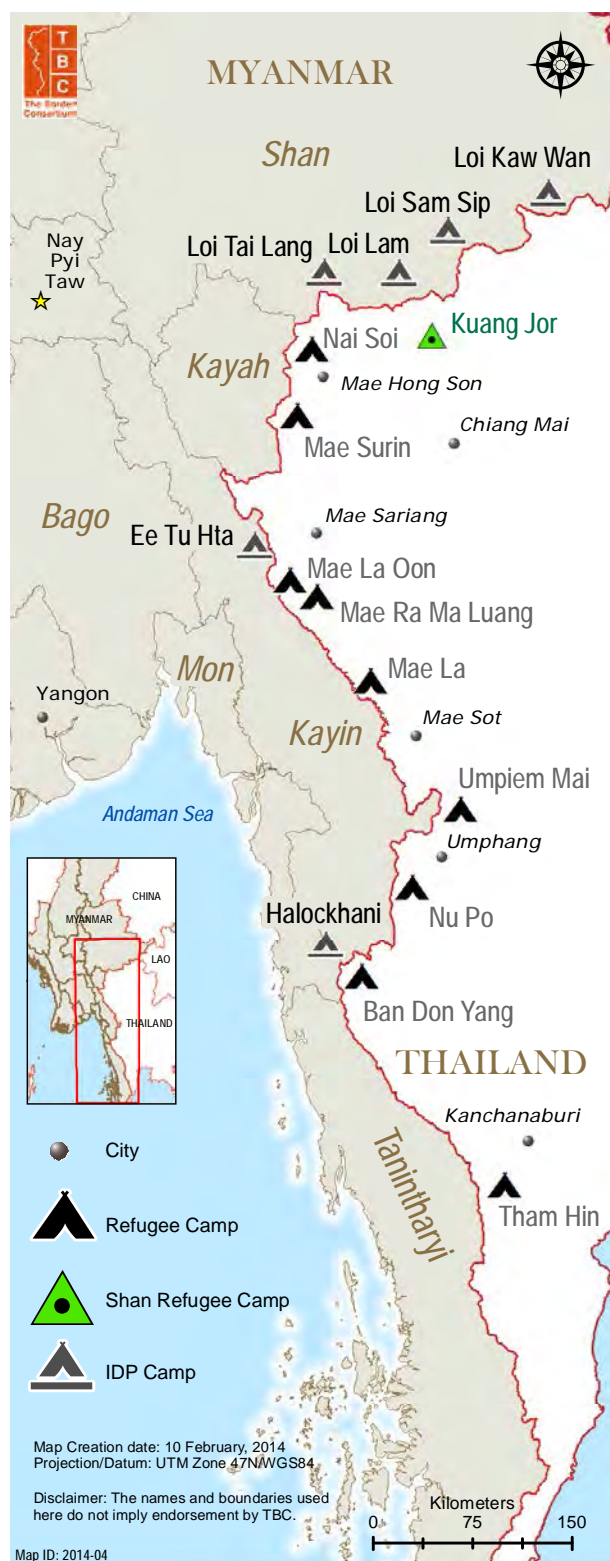 T
B
C
The Border
Consortium
MYANMAR
Shan
Loi Kaw Wan
Loi Sam Sip
Loi Tai Lang
Loi Lam
Nay
Pyi
Taw
Nai Soi
Kuang Jor
Kayah
Mae Hong Son
Chiang Mai
Mae Surin
Bago
Mae Sariang
Ee Tu Hta
Mae La Oon
Mae Ra Ma Luang
Mon
Mae La
Yangon
Kayin
Mae Sot
Umpiem Mai
Andaman Sea
Umphang
CHINA
MYANMAR
LAO
THAILAND
Halockhani
Nu Po
Ban Don Yang
THAILAND
Kanchanaburi
Tanintharyi
Tham Hin
City
Refugee Camp
Shan Refugee Camp
IDP Camp
Map Creation date: 10 February, 2014
Projection/Datum: UTM Zone 47N/WGS84
Disclaimer: The names and boundaries used
here do not imply endorsement by TBC.
Kilometers
0 75 150
Map ID: 2014-04